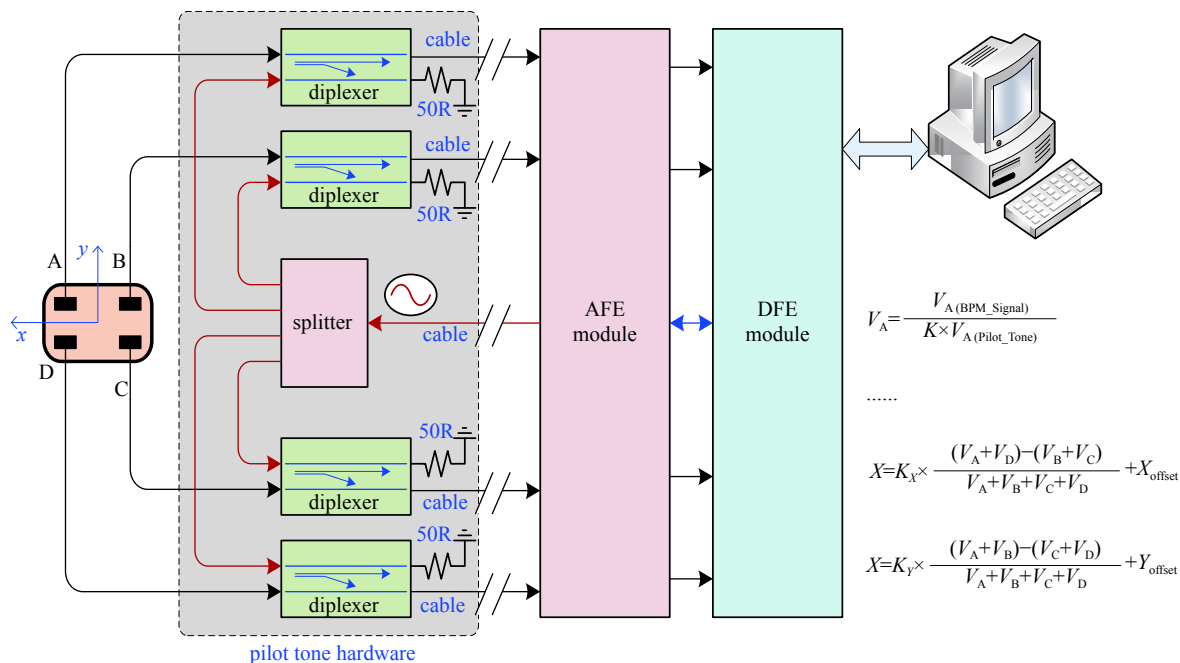 cable
diplexer
50R
cable
diplexer
50R
y
A
B
x
D
C
splitter
cable
AFE
module
DFE
module
50R
diplexer
cable
50R
diplexer
cable
pilot tone hardware
V_A = V_A (BPM_Signal) / K × V_A (Pilot_Tone)
......
X=K_X× (V_A+V_D)−(V_B+V_C) / V_A+V_B+V_C+V_D +X_offset
X=K_Y× (V_A+V_B)−(V_C+V_D) / V_A+V_B+V_C+V_D +Y_offset